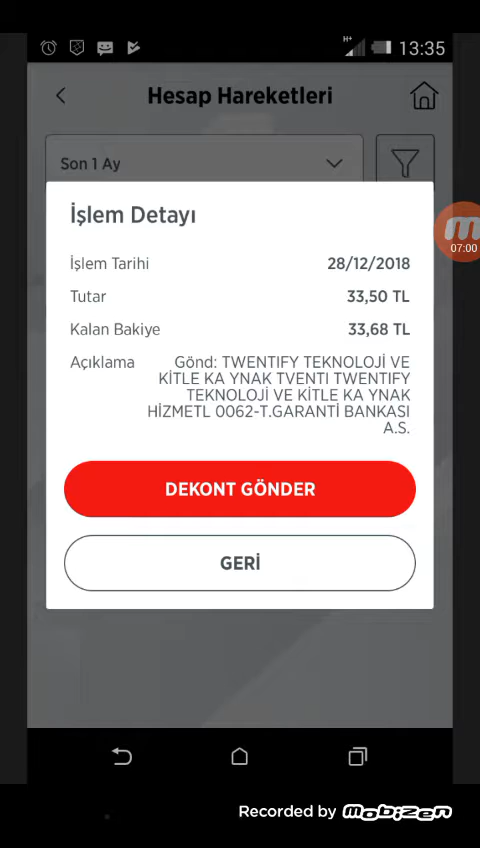 H+ 13:35
Hesap Hareketleri
Son 1 Ay
İşlem Detayı
İşlem Tarihi 28/12/2018
Tutar 33,50 TL
Kalan Bakiye 33,68 TL
Açıklama Gönd: TWENTIFY TEKNOLOJİ VE
KİTLE KA YNAK TVENTI TWENTIFY
TEKNOLOJİ VE KİTLE KA YNAK
HİZMETL 0062-T.GARANTİ BANKASI
A.S.
07:00
DEKONT GÖNDER
GERİ
Recorded by mobizen